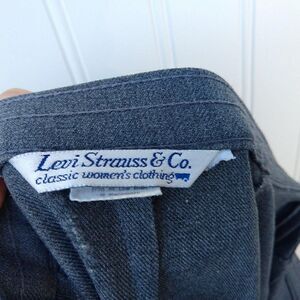 Levi Strauss & Co.
classic women's clothing